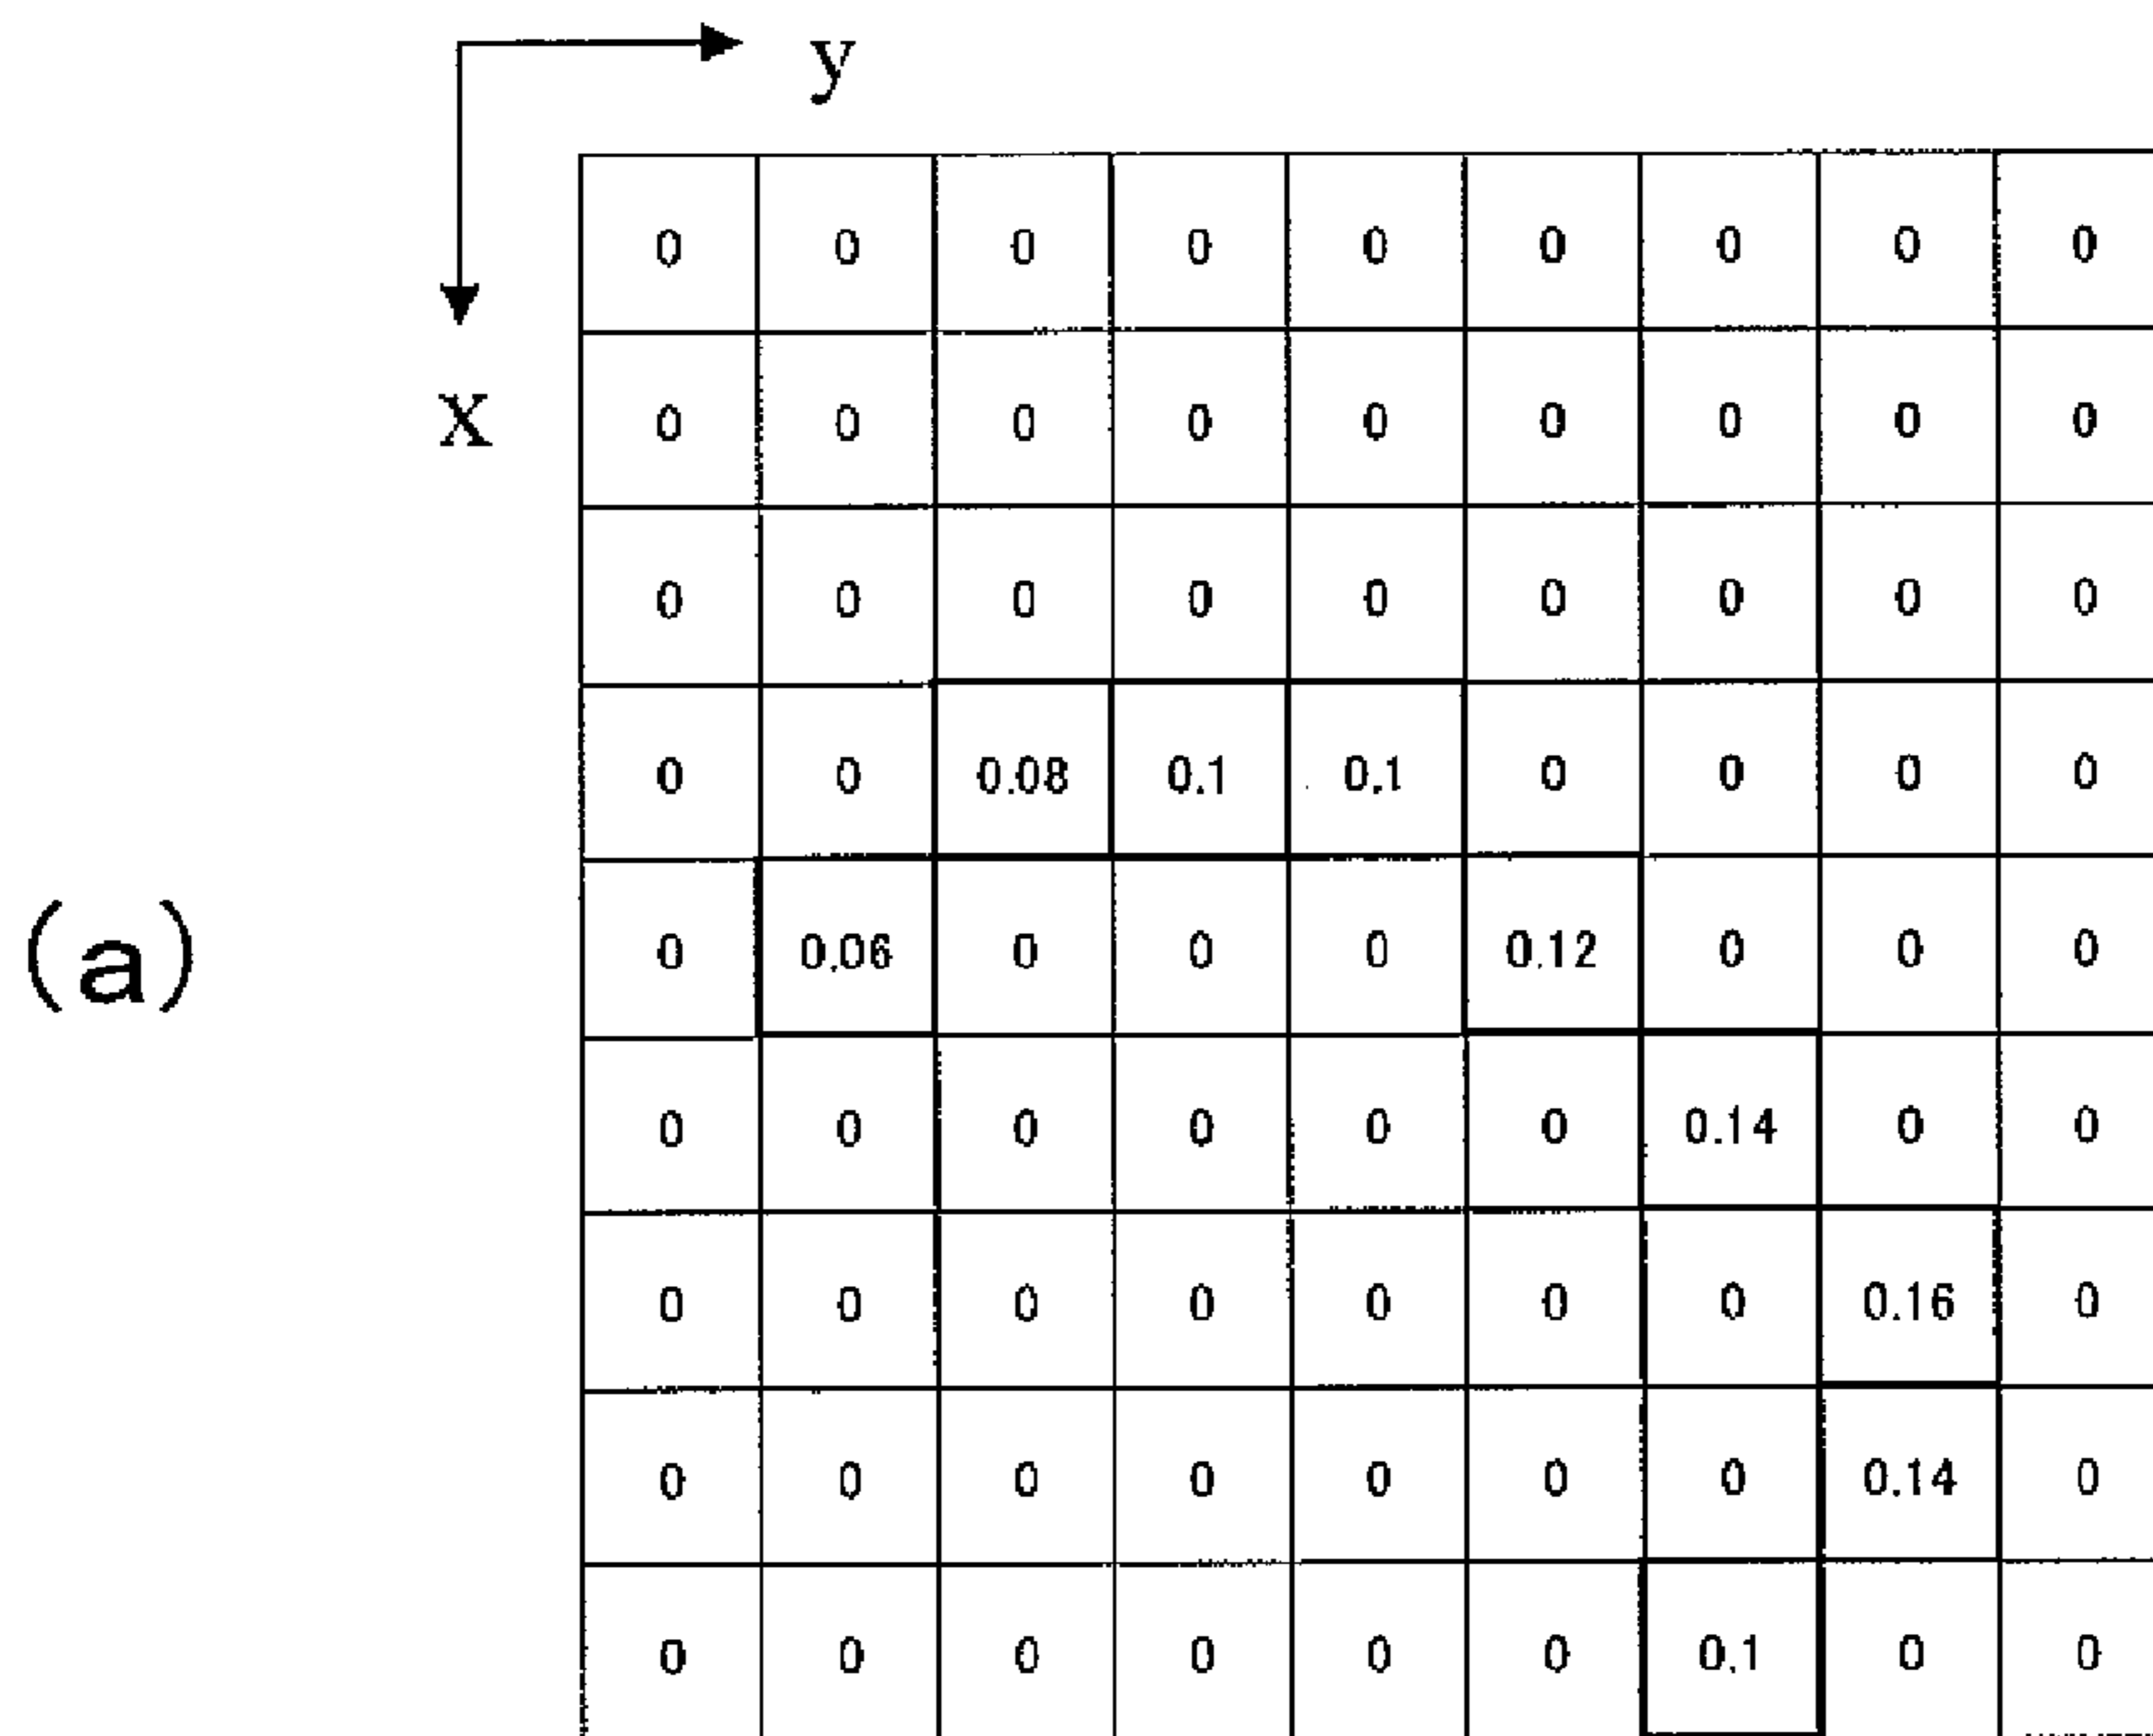 y
x
0 0 0 0 0 0 0 0 0
0 0 0 0 0 0 0 0 0
0 0 0 0 0 0 0 0 0
0 0 0.08 0.1 0.1 0 0 0 0
(a)
0 0.06 0 0 0 0.12 0 0 0
0 0 0 0 0 0 0.14 0 0
0 0 0 0 0 0 0 0.16 0
0 0 0 0 0 0 0 0.14 0
0 0 0 0 0 0 0.1 0 0